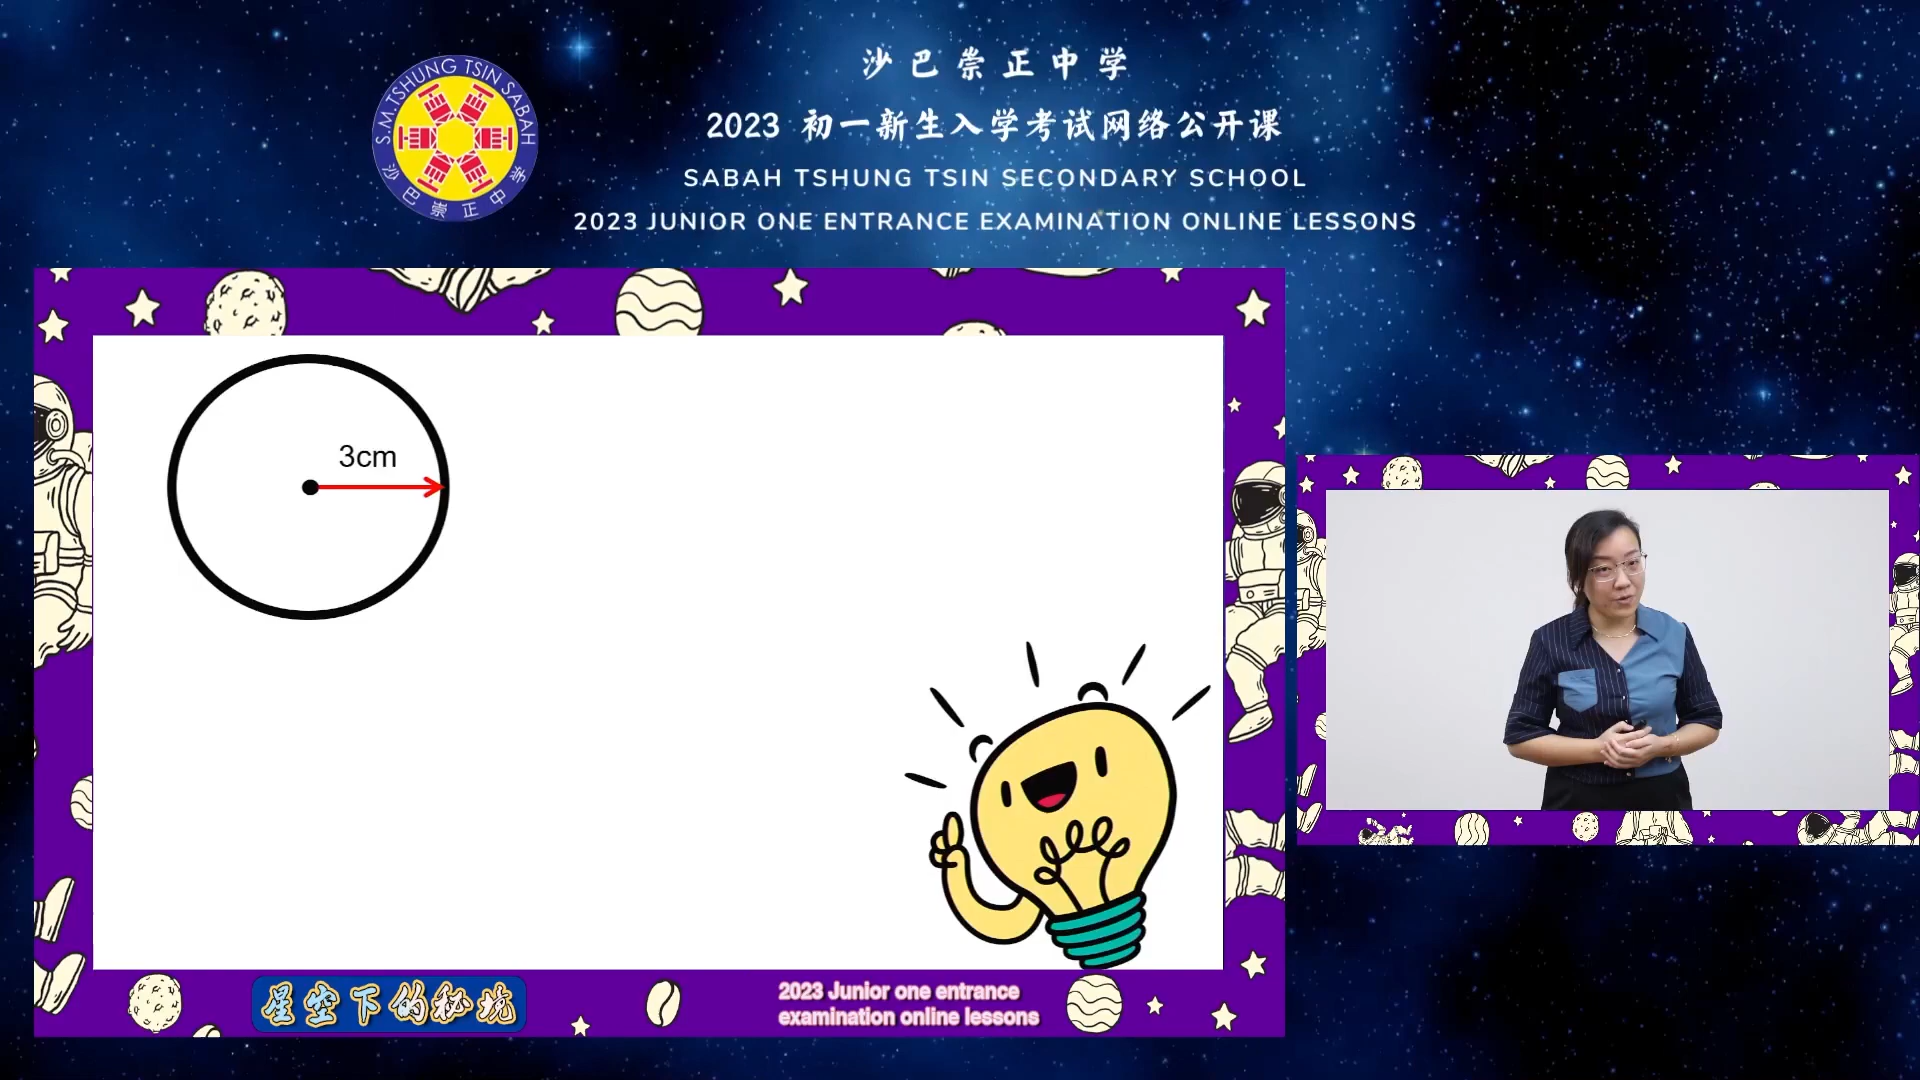 S.M.TSHUNG TSIN SABAH
沙巴崇正中学
沙巴崇正中学
2023 初一新生入学考试网络公开课
SABAH TSHUNG TSIN SECONDARY SCHOOL
2023 JUNIOR ONE ENTRANCE EXAMINATION ONLINE LESSONS
3cm
星空下的秘境
2023 Junior one entrance
examination online lessons